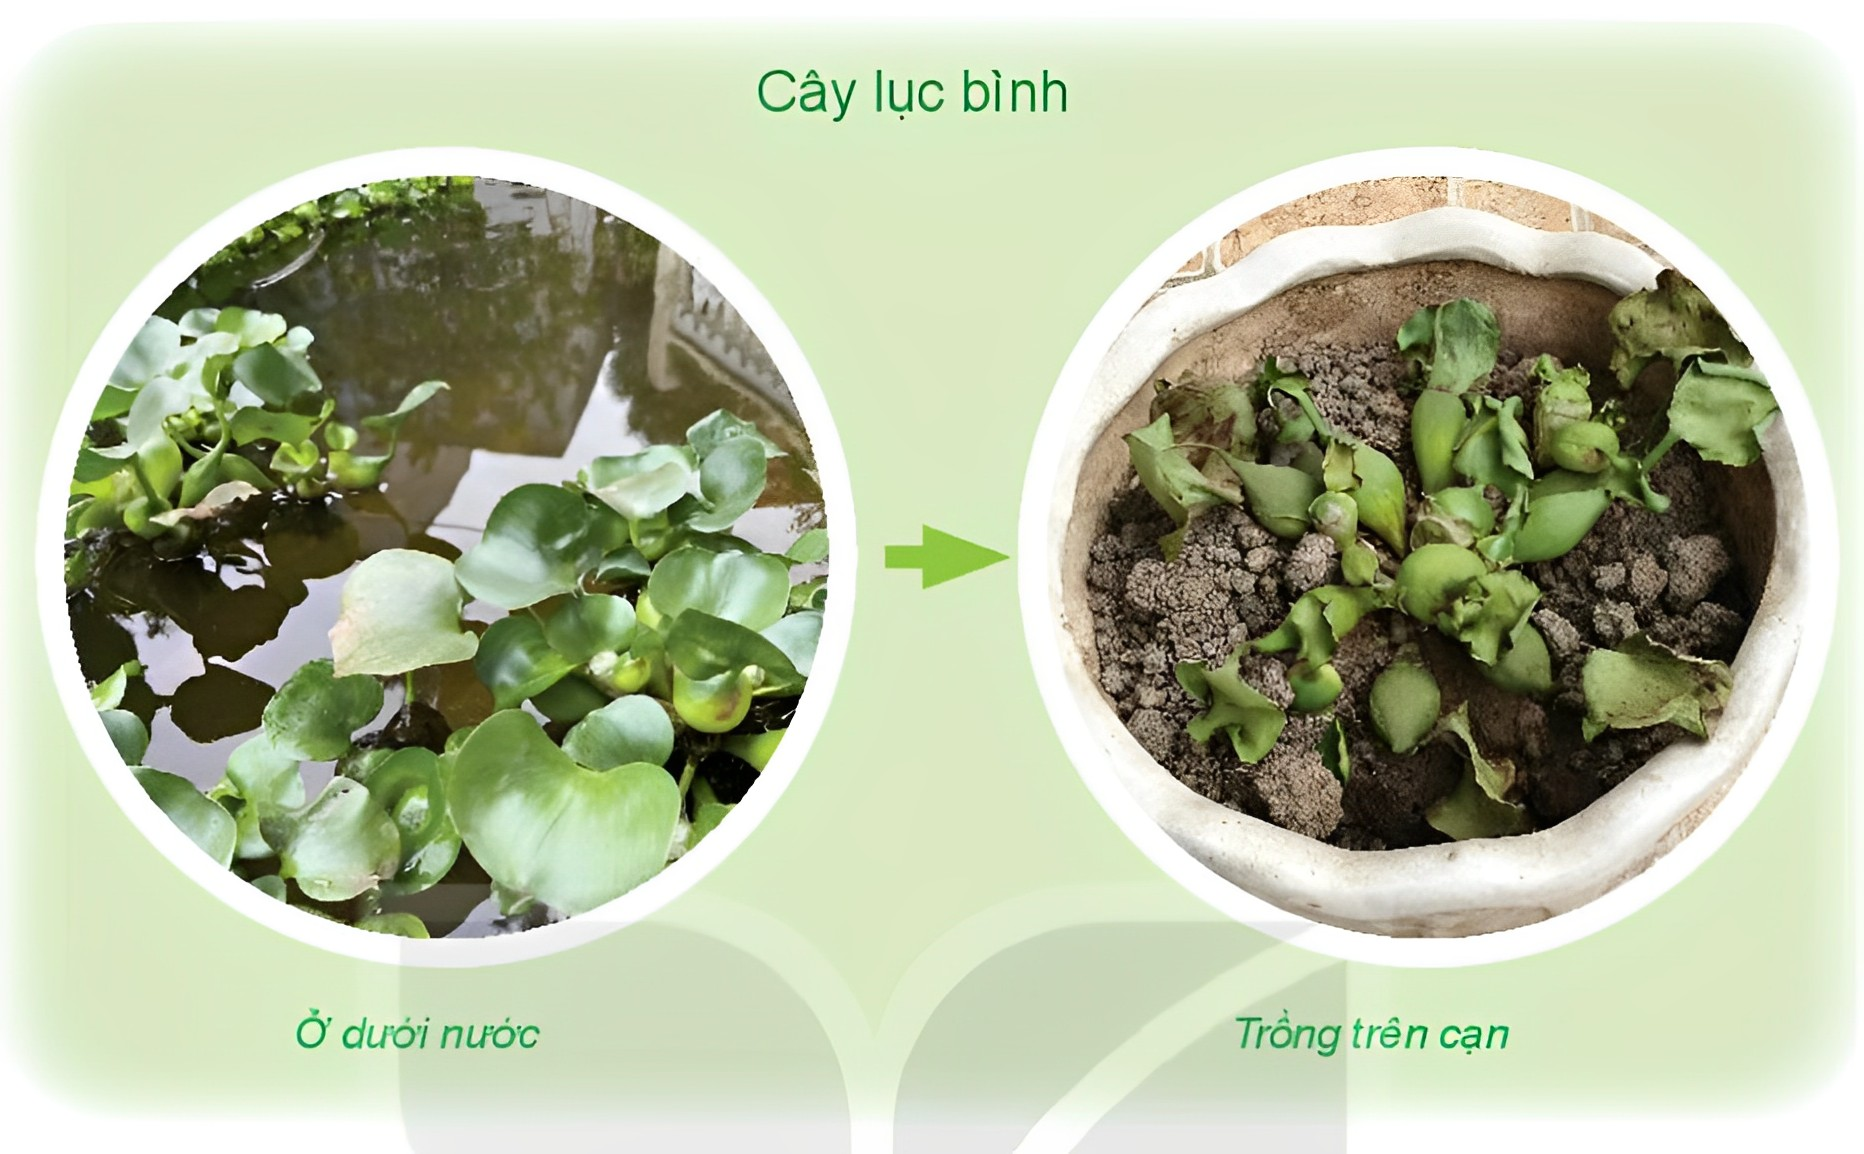 Cây lục bình
Ở dưới nước
Trồng trên cạn